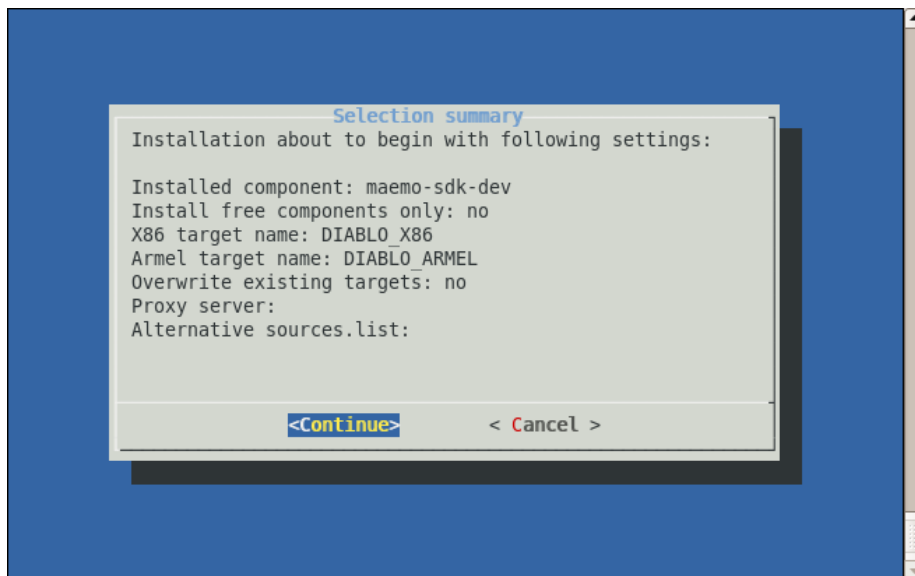 Selection summary
Installation about to begin with following settings:
Installed component: maemo-sdk-dev
Install free components only: no
X86 target name: DIABLO_X86
Armel target name: DIABLO_ARMEL
Overwrite existing targets: no
Proxy server:
Alternative sources.list:
<Continue> < Cancel >